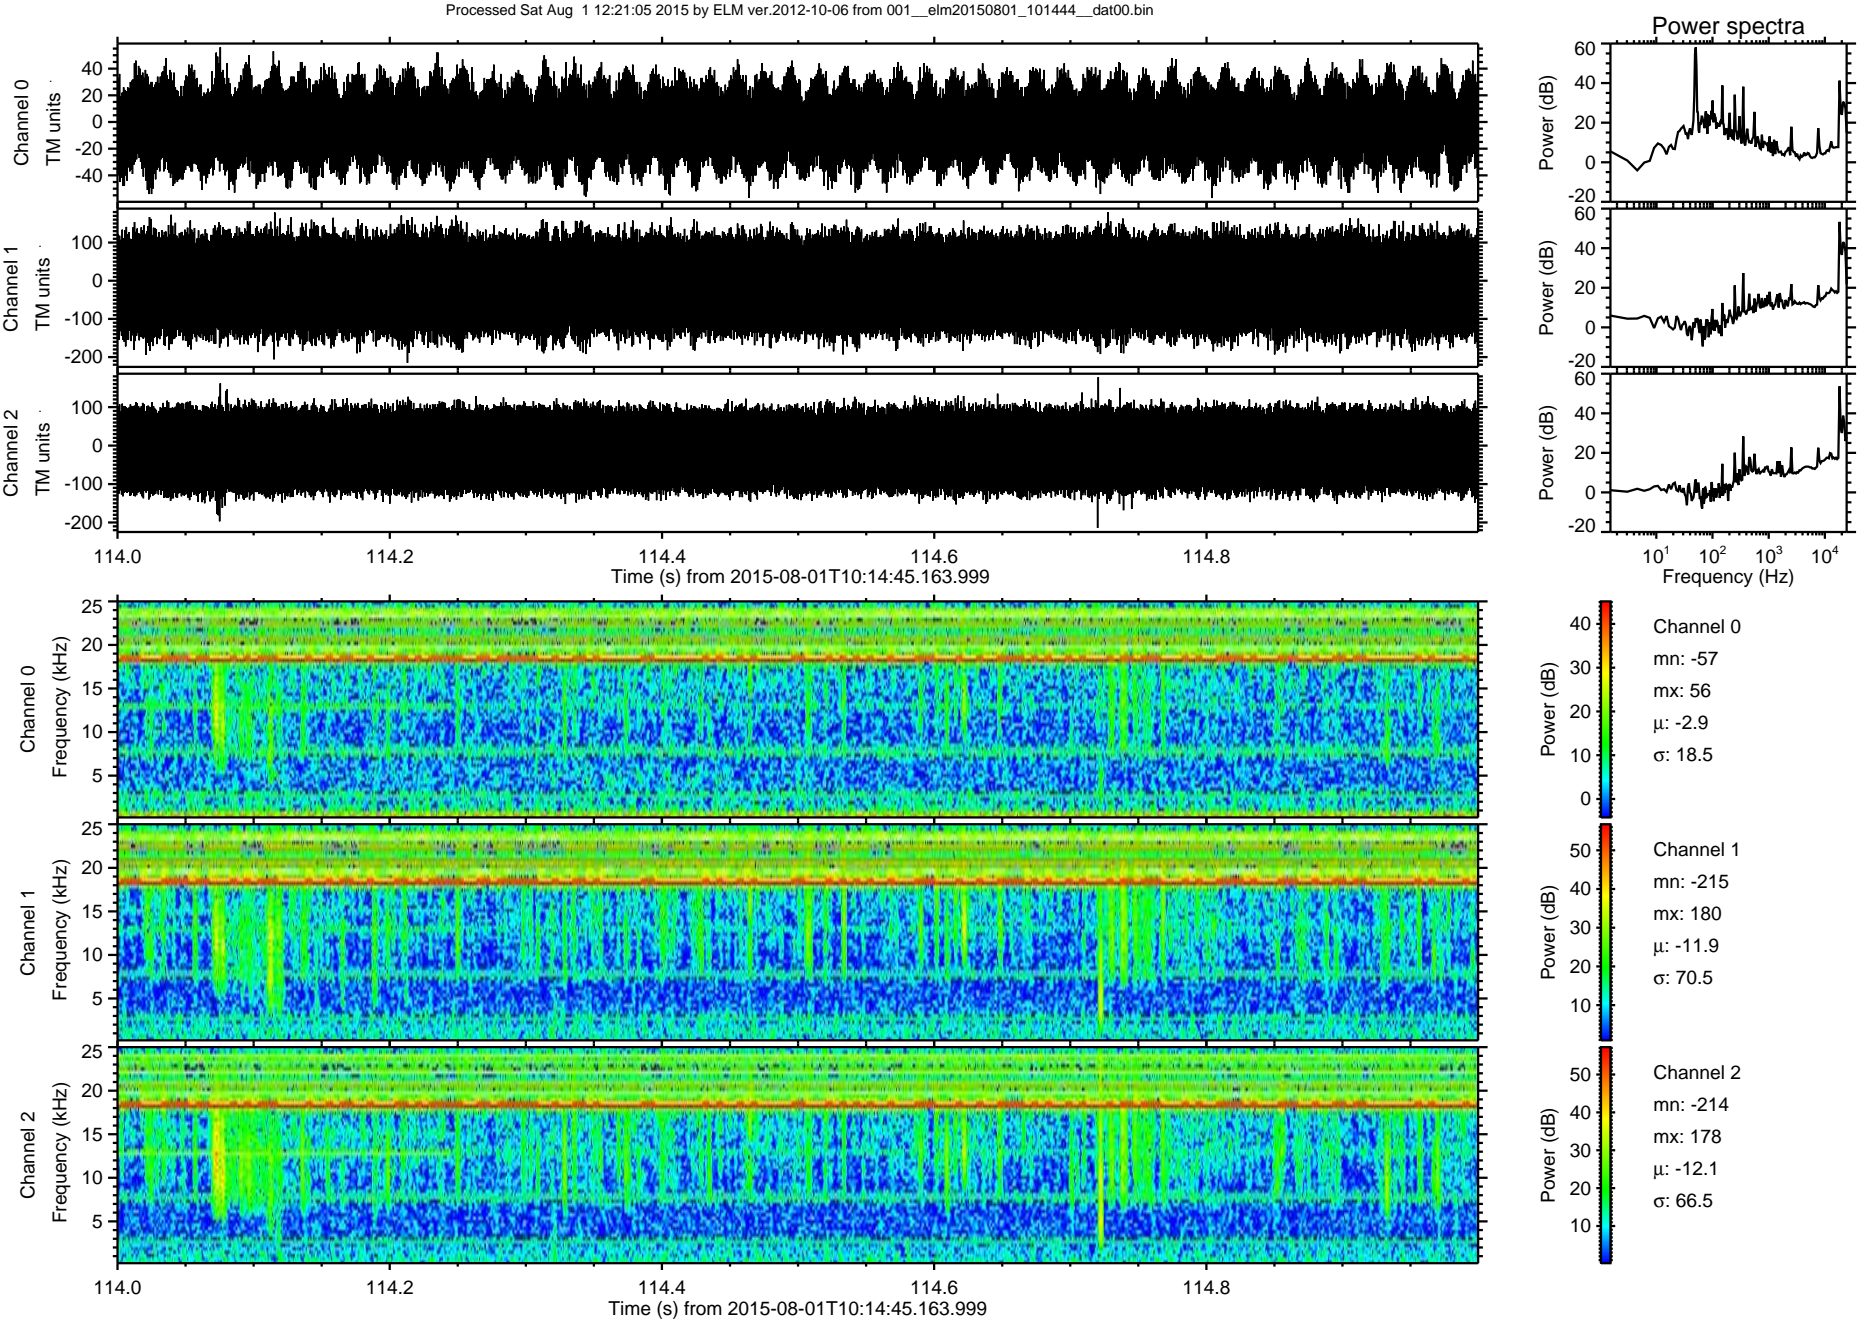 Processed Sat Aug  1 12:21:05 2015 by ELM ver.2012-10-06 from 001__elm20150801_101444__dat00.bin
Power spectra
Channel 0
TM units
40
20
0
-20
-40
Power (dB)
60
40
20
0
-20
Channel 1
TM units
100
0
-100
-200
Power (dB)
60
40
20
0
-20
Channel 2
TM units
100
0
-100
-200
Power (dB)
60
40
20
0
-20
114.0 114.2 114.4 114.6 114.8
Time (s) from 2015-08-01T10:14:45.163.999
10¹ 10² 10³ 10⁴
Frequency (Hz)
Channel 0
Frequency (kHz)
25
20
15
10
5
Power (dB)
40
30
20
10
0
Channel 0
mn: -57
mx: 56
μ: -2.9
σ: 18.5
Channel 1
Frequency (kHz)
25
20
15
10
5
Power (dB)
50
40
30
20
10
Channel 1
mn: -215
mx: 180
μ: -11.9
σ: 70.5
Channel 2
Frequency (kHz)
25
20
15
10
5
Power (dB)
50
40
30
20
10
Channel 2
mn: -214
mx: 178
μ: -12.1
σ: 66.5
114.0 114.2 114.4 114.6 114.8
Time (s) from 2015-08-01T10:14:45.163.999